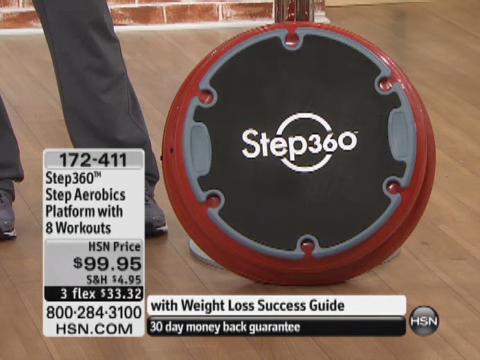 Step360™
172-411
Step360™
Step Aerobics
Platform with
8 Workouts
HSN Price
$99.95
S&H $4.95
3 flex $33.32
800·284·3100
HSN.COM
with Weight Loss Success Guide
30 day money back guarantee
HSN